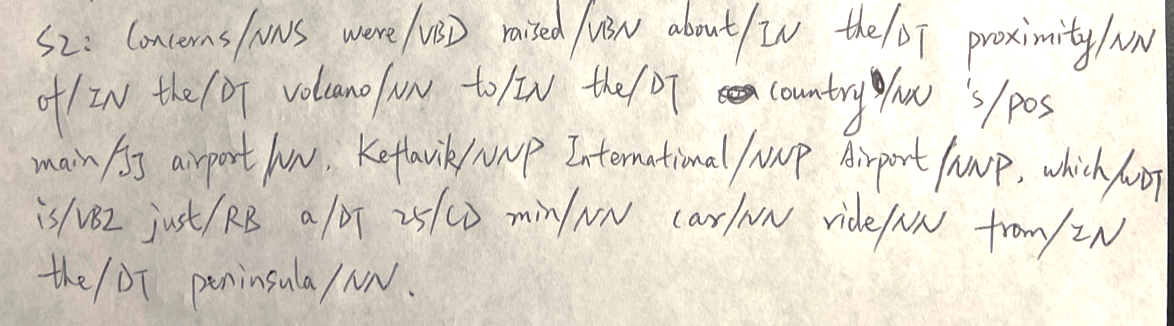 S2: Concerns/NNS were/VBD raised/VBN about/IN the/DT proximity/NN
of/IN the/DT volcano/NN to/IN the/DT country/NN 's/POS
main/JJ airport/NN, Keflavik/NNP International/NNP Airport/NNP, which/WDT
is/VBZ just/RB a/DT 25/CD min/NN car/NN ride/NN from/IN
the/DT peninsula/NN.